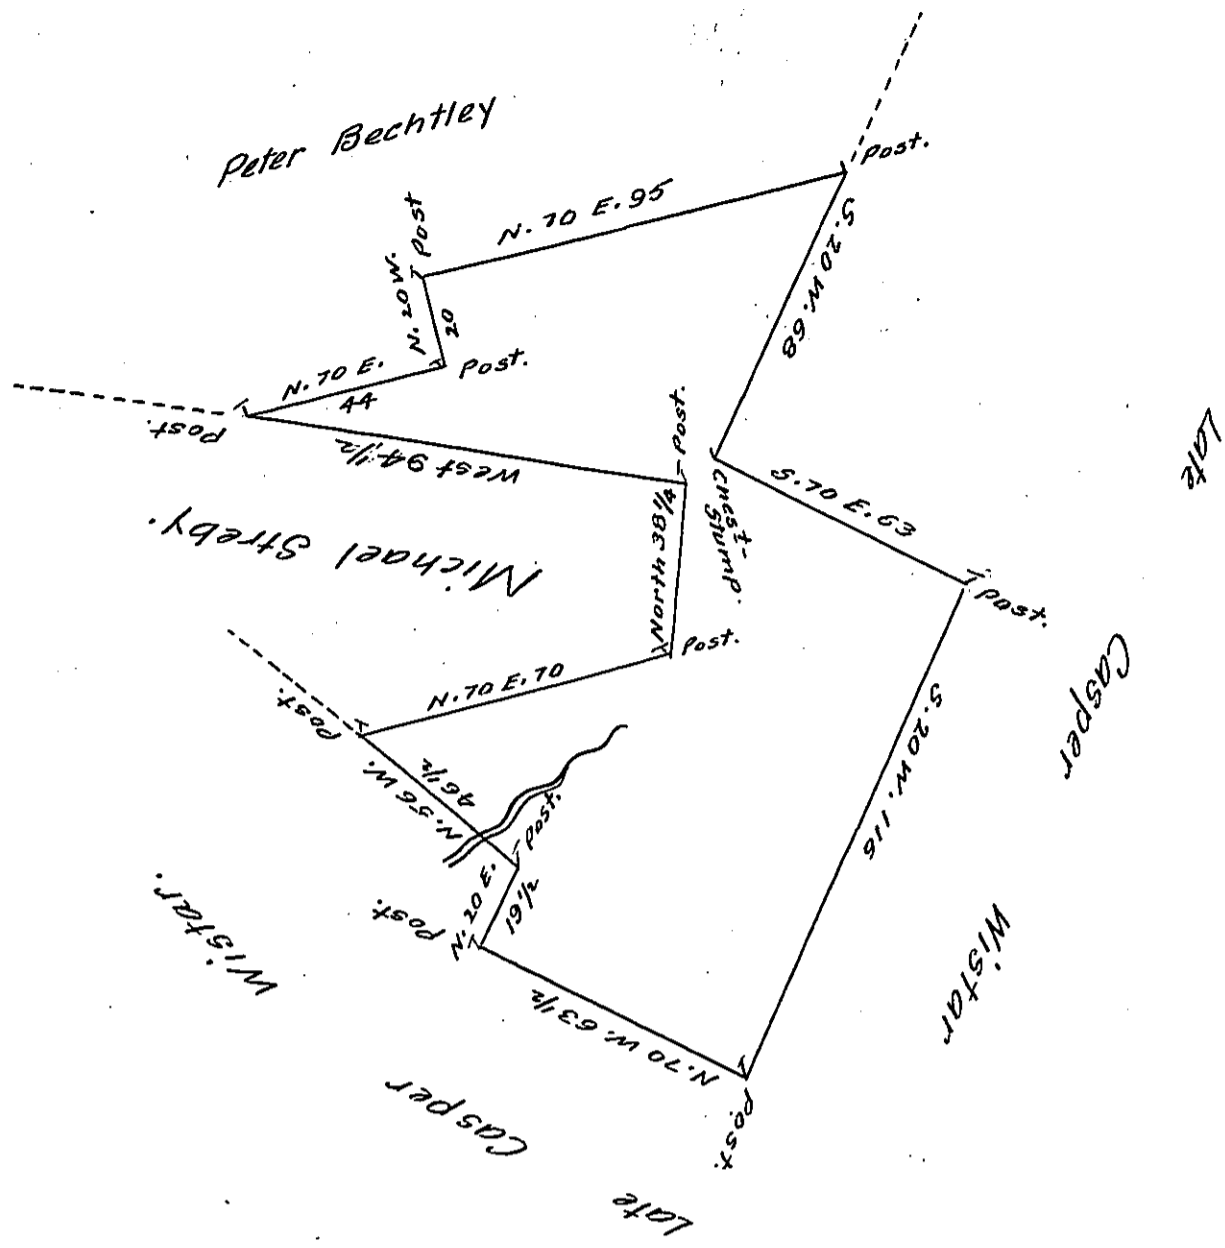 Peter Bechtley
Post.
N. 70 E. 95
Post
N. 20 W.
20
Post.
N. 70 E.
44
Post.
West 94 1/2
Post.
S. 20 W. 68
Chest-
Stump.
S. 70 E. 63
Post.
Late
Casper
Wistar
North 38 1/4
Post.
Michael Streby.
N. 70 E. 70
Post.
N. 56 W.
46 1/2
Post.
N. 20 E.
19 1/2
Post.
S. 20 W. 116
N. 70 W. 63 1/2
Post.
Late
Casper
Wistar.